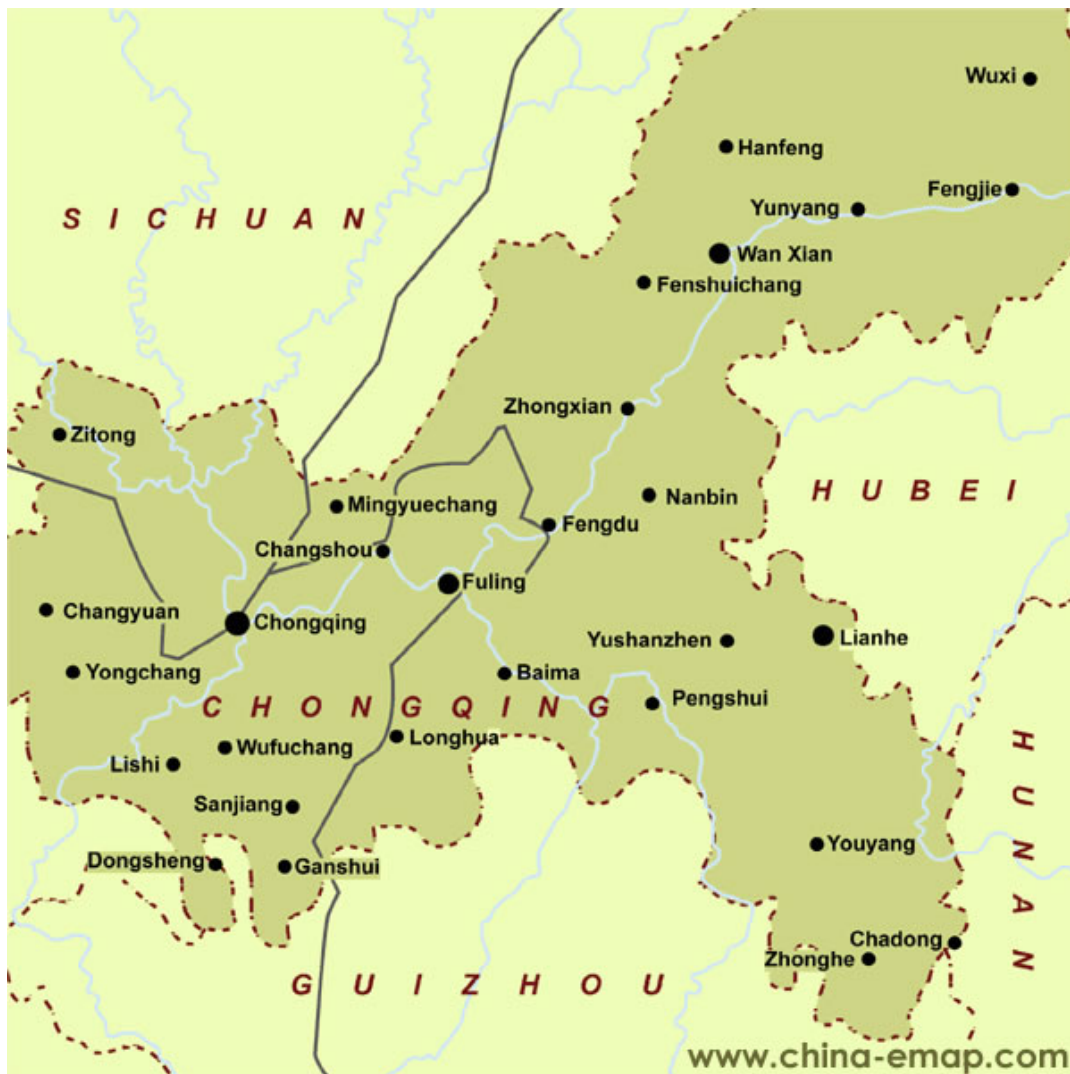 Wuxi
Hanfeng
Fengjie
Yunyang
SICHUAN
Wan Xian
Fenshuichang
Zhongxian
Zitong
HUBEI
Nanbin
Mingyuechang
Fengdu
Changshou
Fuling
Changyuan
Chongqing
Yushanzhen
Lianhe
Yongchang
Baima
Pengshui
CHONGQING
Longhua
Wufuchang
Lishi
HUNAN
Sanjiang
Youyang
Dongsheng
Ganshui
Chadong
Zhonghe
GUIZHOU
www.china-emap.com